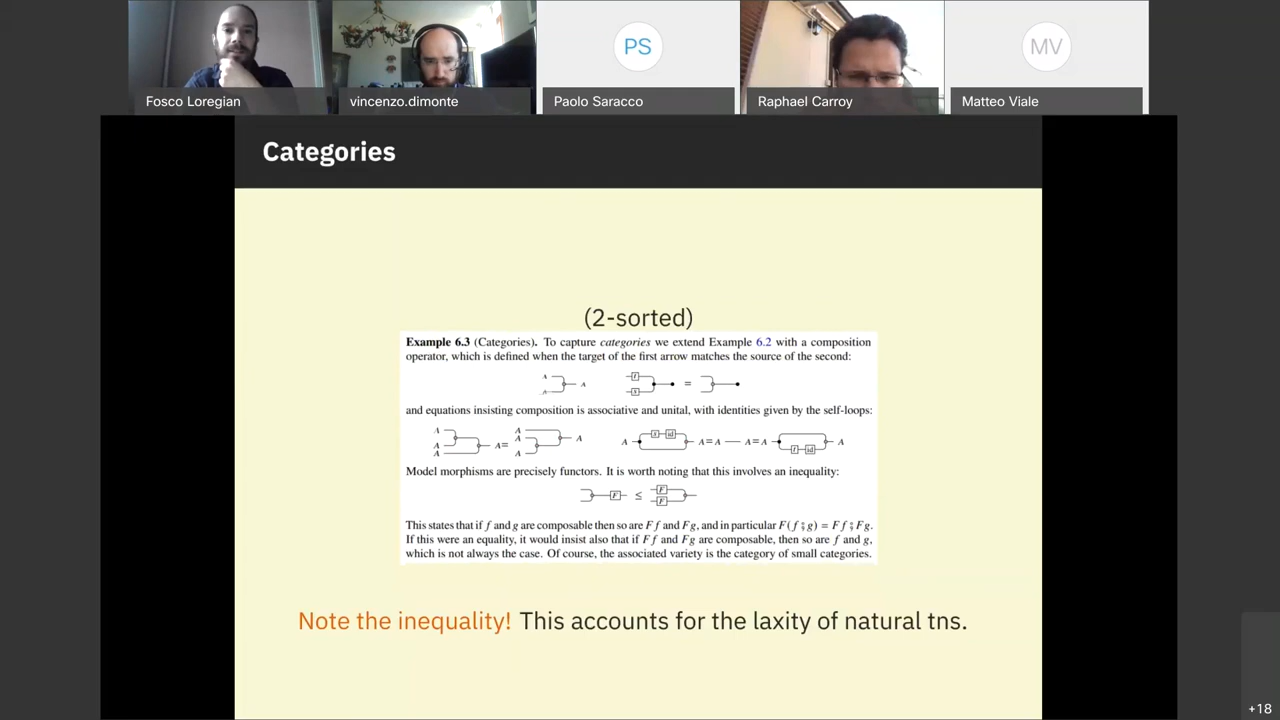 PS
MV
Fosco Loregian
vincenzo.dimonte
Paolo Saracco
Raphael Carroy
Matteo Viale
Categories
(2-sorted)
Example 6.3 (Categories). To capture categories we extend Example 6.2 with a composition
operator, which is defined when the target of the first arrow matches the source of the second:
A A A t s =
and equations insisting composition is associative and unital, with identities given by the self-loops:
A A A A = A A A A A s id A = A — A = A t id A
Model morphisms are precisely functors. It is worth noting that this involves an inequality:
F ≤ F F
This states that if f and g are composable then so are Ff and Fg, and in particular F(f ⨾ g) = Ff ⨾ Fg.
If this were an equality, it would insist also that if Ff and Fg are composable, then so are f and g,
which is not always the case. Of course, the associated variety is the category of small categories.
Note the inequality! This accounts for the laxity of natural tns.
+18